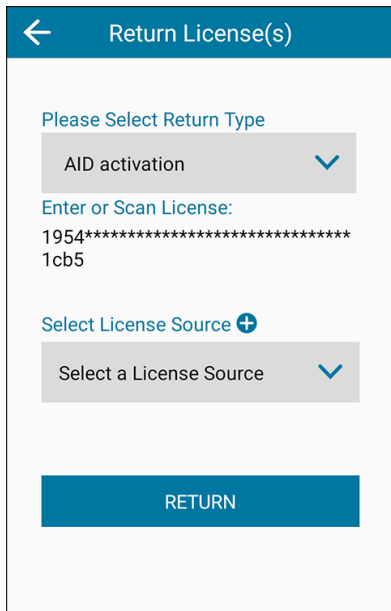 Return License(s)
Please Select Return Type
AID activation
Enter or Scan License:
1954*******************************
1cb5
Select License Source
Select a License Source
RETURN